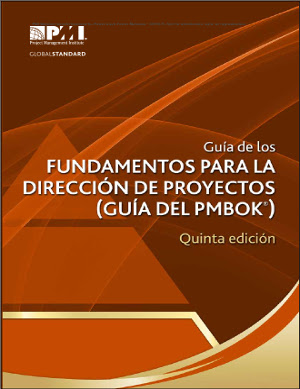 PMI
Project Management Institute
GLOBALSTANDARD
Guía de los
FUNDAMENTOS PARA LA
DIRECCIÓN DE PROYECTOS
(GUÍA DEL PMBOK®)
Quinta edición